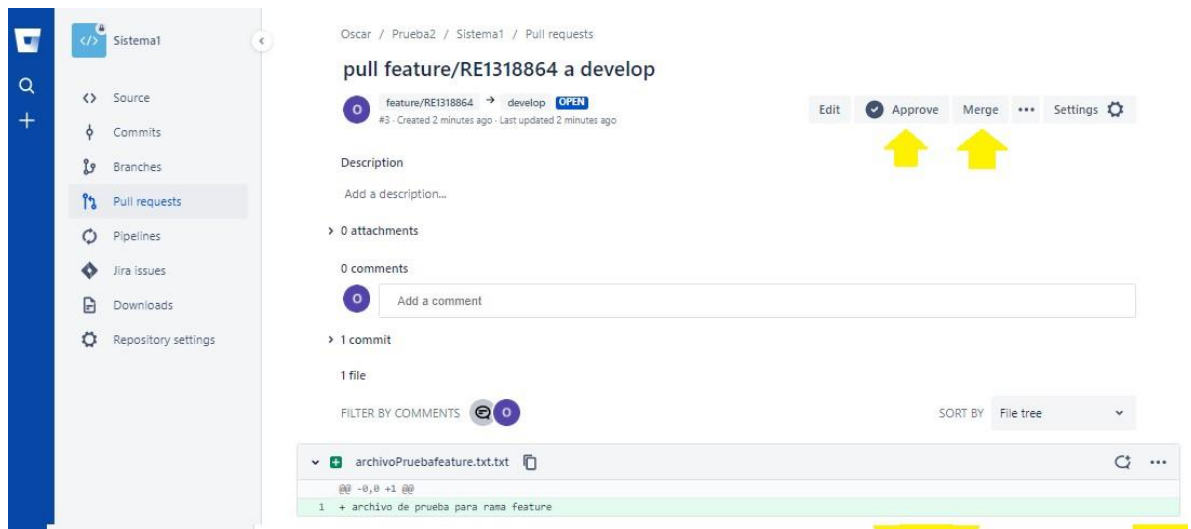 Sistema1
Source
Commits
Branches
Pull requests
Pipelines
Jira issues
Downloads
Repository settings
Oscar / Prueba2 / Sistema1 / Pull requests
pull feature/RE1318864 a develop
O feature/RE1318864 → develop OPEN
#3 · Created 2 minutes ago · Last updated 2 minutes ago
Edit Approve Merge ••• Settings
Description
Add a description...
> 0 attachments
0 comments
O Add a comment
> 1 commit
1 file
FILTER BY COMMENTS O SORT BY File tree
archivoPruebafeature.txt.txt
@@ -0,0 +1 @@
1 + archivo de prueba para rama feature